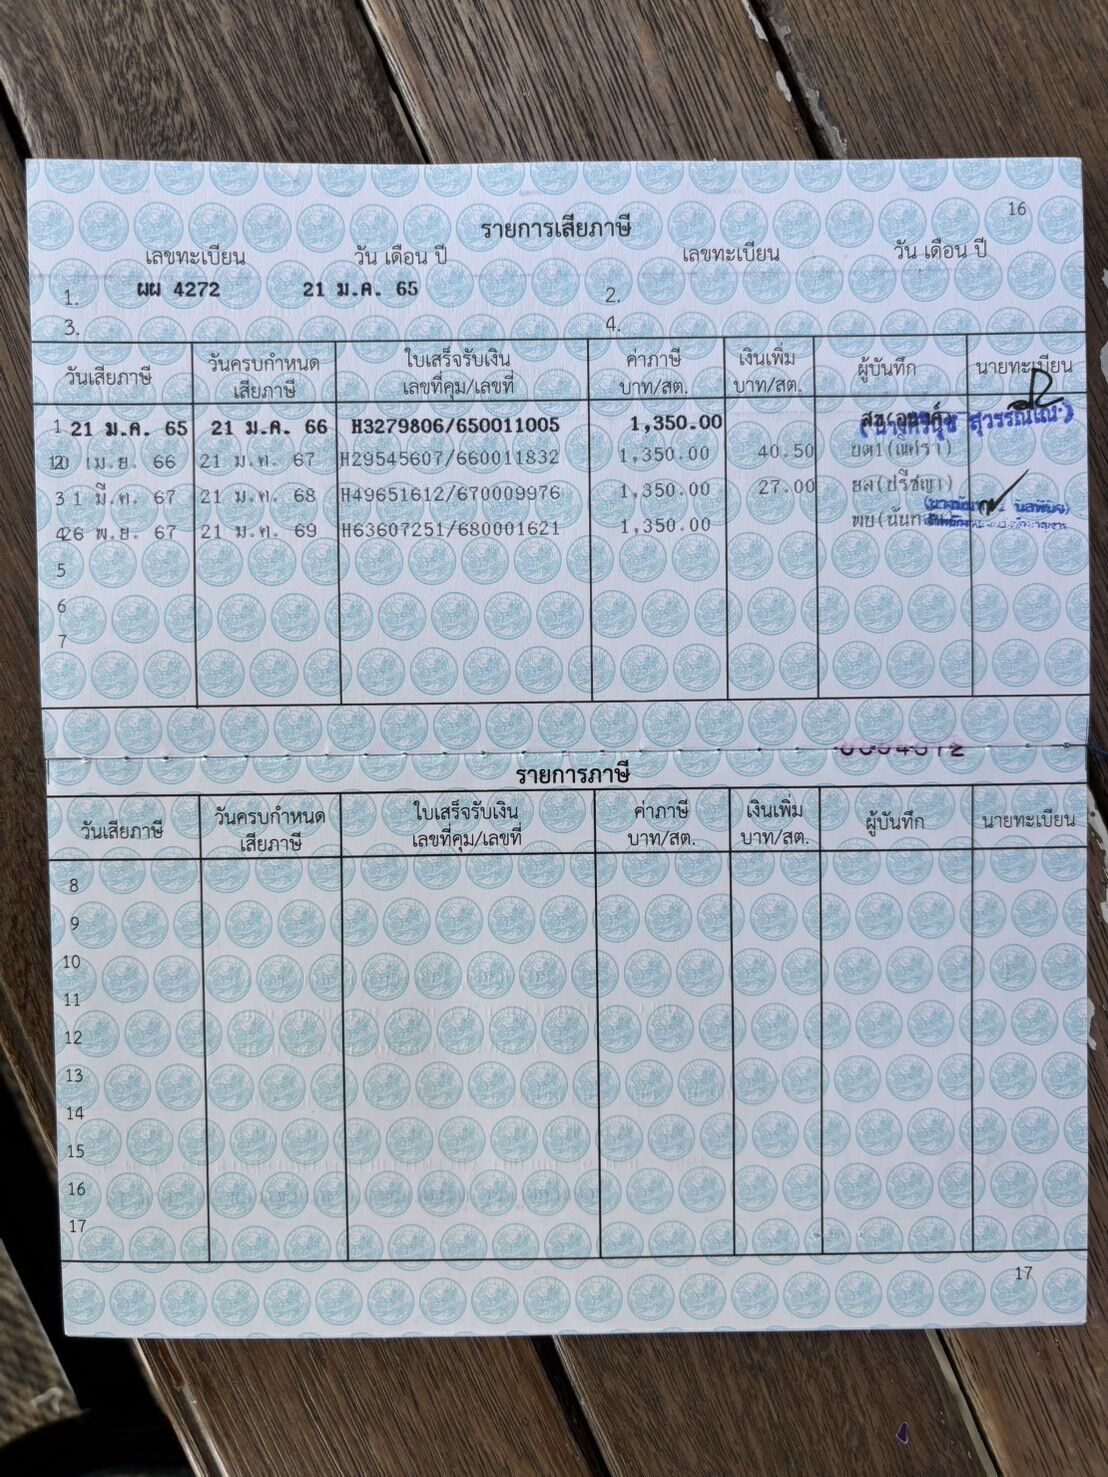 16
รายการเสียภาษี
เลขทะเบียน วัน เดือน ปี เลขทะเบียน วัน เดือน ปี
1. ผผ 4272 21 ม.ค. 65 2.
3. 4.
วันเสียภาษี วันครบกำหนดเสียภาษี ใบเสร็จรับเงิน เลขที่คุม/เลขที่ ค่าภาษี บาท/สต. เงินเพิ่ม บาท/สต. ผู้บันทึก นายทะเบียน
1 21 ม.ค. 65 21 ม.ค. 66 H3279806/650011005 1,350.00
20 เม.ย. 66 21 ม.ค. 67 H29545607/660011832 1,350.00 40.50
3 1 มี.ค. 67 21 ม.ค. 68 H49651612/670009976 1,350.00 27.00 ยล(ปรีชญา)
426 พ.ย. 67 21 ม.ค. 69 H63607251/680001621 1,350.00
5
6
7
รายการภาษี
วันเสียภาษี วันครบกำหนดเสียภาษี ใบเสร็จรับเงิน เลขที่คุม/เลขที่ ค่าภาษี บาท/สต. เงินเพิ่ม บาท/สต. ผู้บันทึก นายทะเบียน
8
9
10
11
12
13
14
15
16
17
17